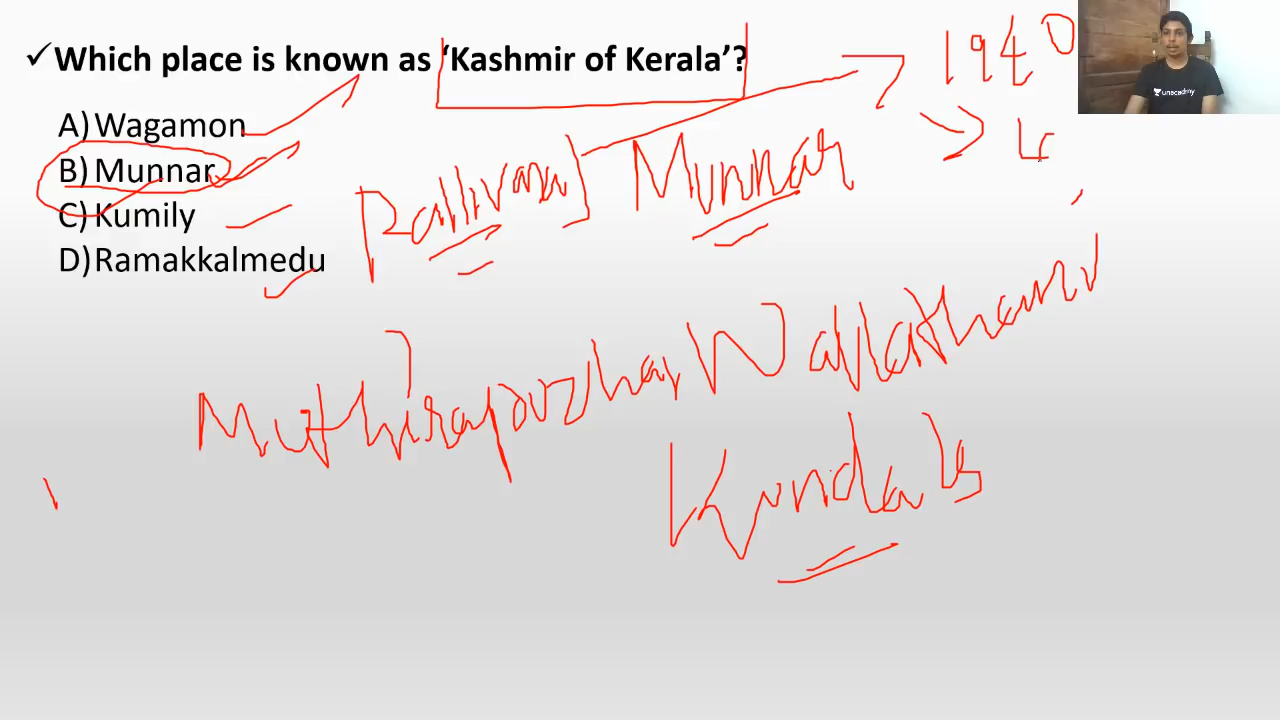 ✓Which place is known as ‘Kashmir of Kerala’?
A)Wagamon
B)Munnar
C)Kumily
D)Ramakkalmedu
1940
Pallivasal Munnar
Muthirapuzha, Nallathanni
Kundala
unacademy